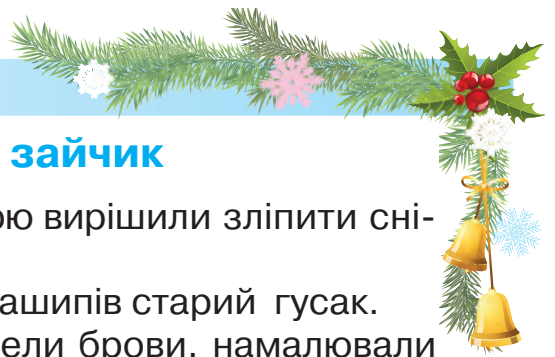 зайчик
вирішили зліпити сні-
старий гусак.
брови, намалювали